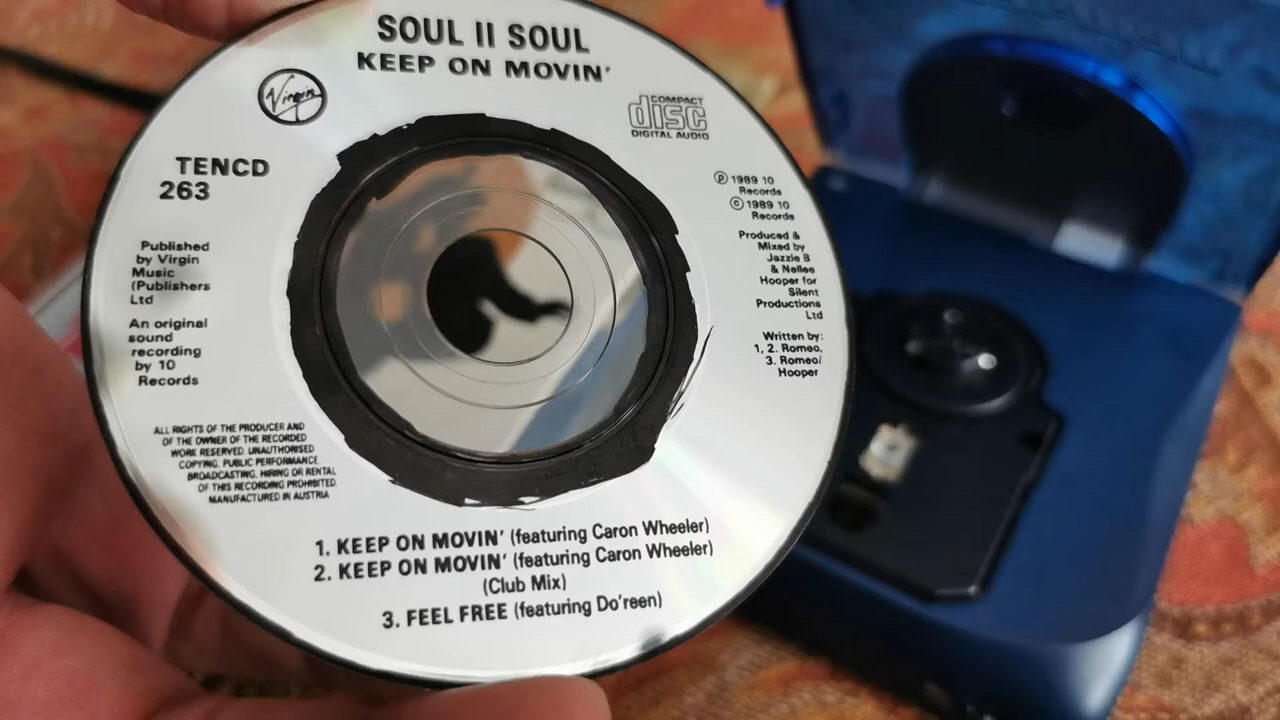 SOUL II SOUL
KEEP ON MOVIN'
Virgin
COMPACT
disc
DIGITAL AUDIO
TENCD
263
Published
by Virgin
Music
(Publishers
Ltd
An original
sound
recording
by 10
Records
ALL RIGHTS OF THE PRODUCER AND
OF THE OWNER OF THE RECORDED
WORK RESERVED. UNAUTHORISED
COPYING, PUBLIC PERFORMANCE,
BROADCASTING, HIRING OR RENTAL
OF THIS RECORDING PROHIBITED.
MANUFACTURED IN AUSTRIA
℗ 1989 10
Records
© 1989 10
Records
Produced &
Mixed by
Jazzie B
& Nellee
Hooper for
Silent
Productions
Ltd
Written by:
1, 2. Romeo,
3. Romeo/
Hooper
1. KEEP ON MOVIN' (featuring Caron Wheeler)
2. KEEP ON MOVIN' (featuring Caron Wheeler)
(Club Mix)
3. FEEL FREE (featuring Do'reen)